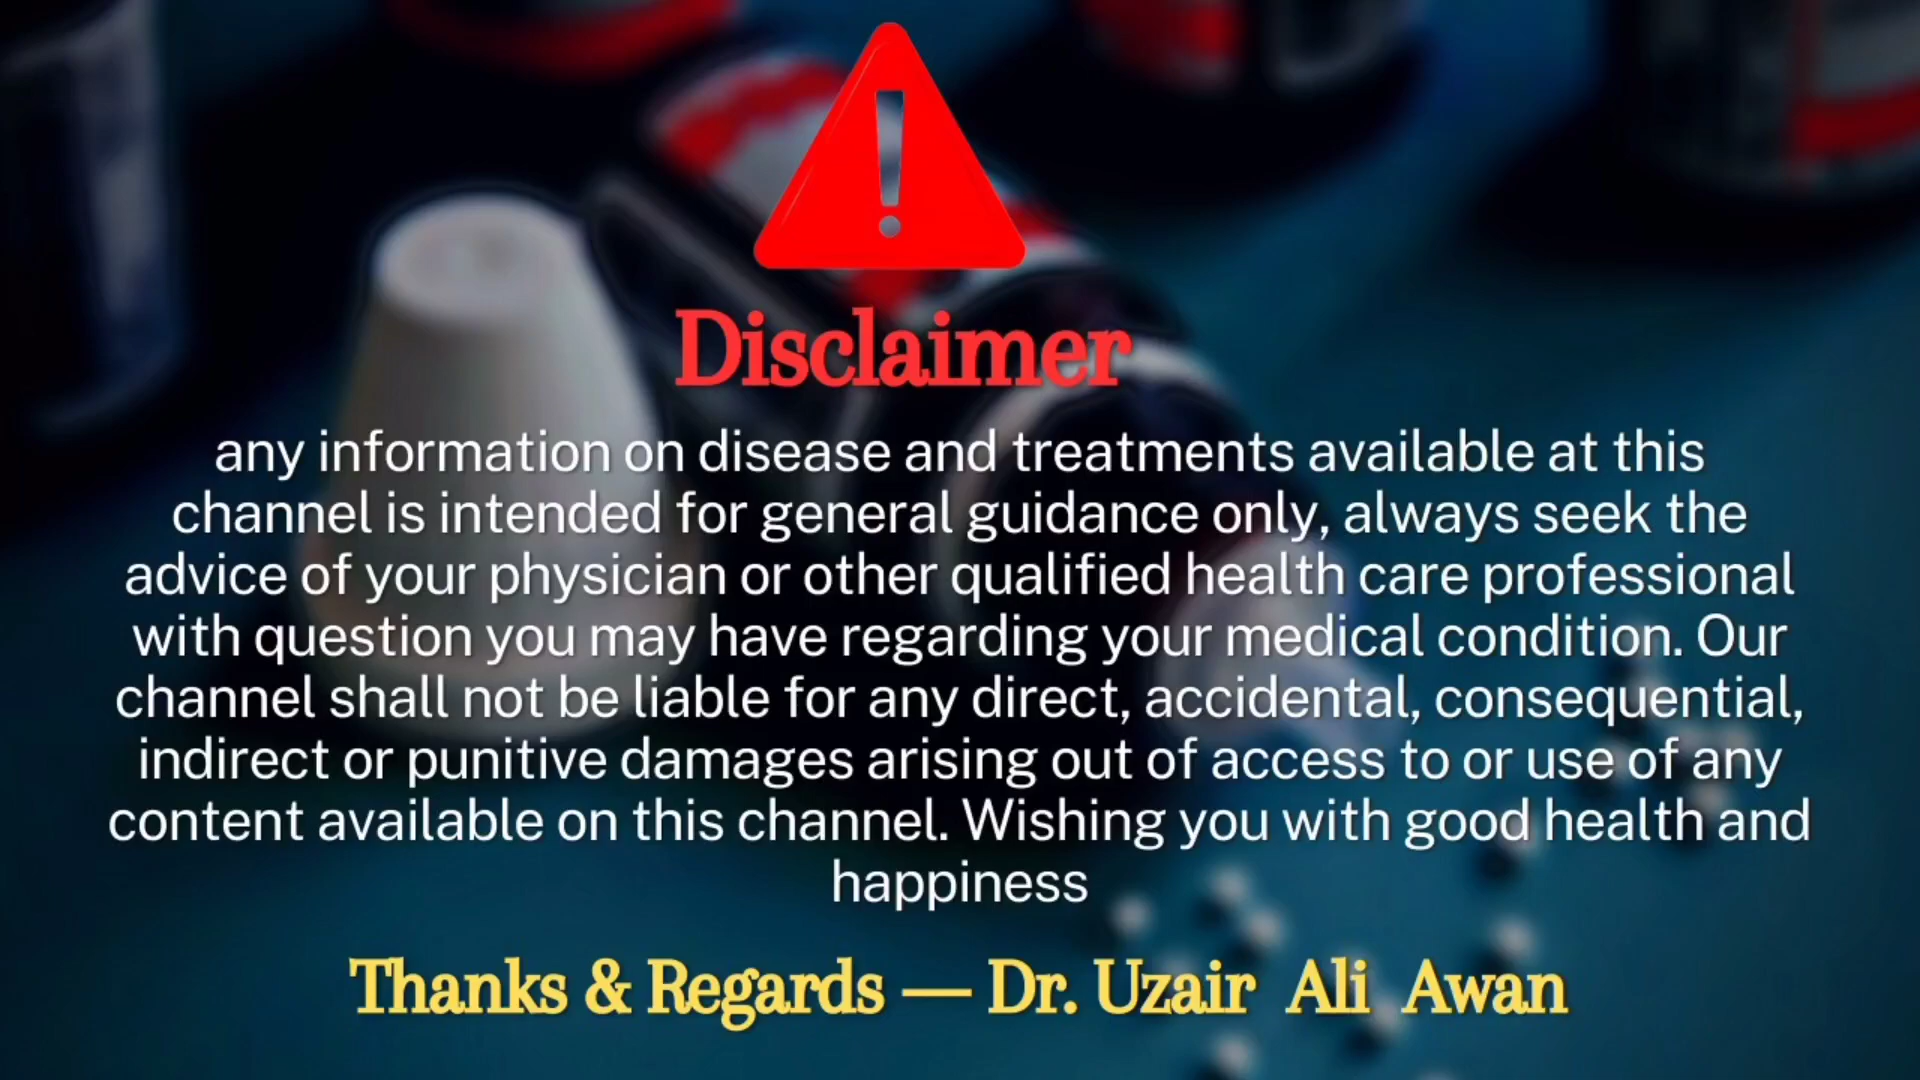 Disclaimer
any information on disease and treatments available at this
channel is intended for general guidance only, always seek the
advice of your physician or other qualified health care professional
with question you may have regarding your medical condition. Our
channel shall not be liable for any direct, accidental, consequential,
indirect or punitive damages arising out of access to or use of any
content available on this channel. Wishing you with good health and
happiness
Thanks & Regards — Dr. Uzair Ali Awan